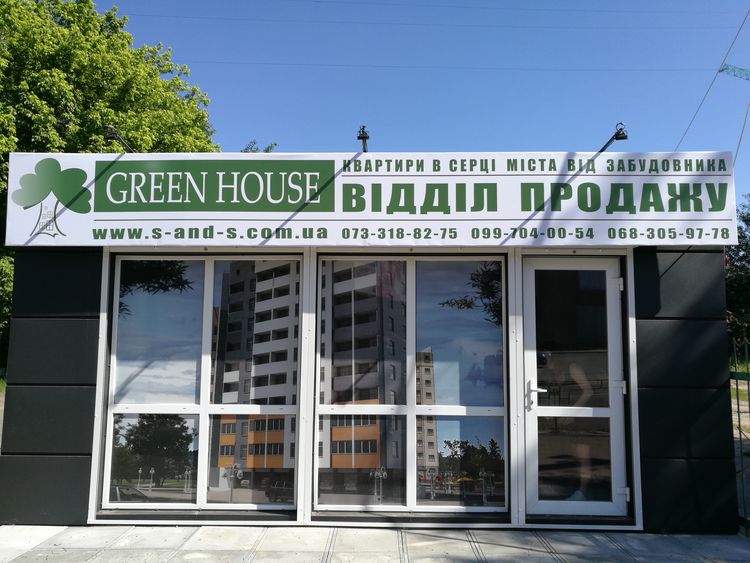 GREEN HOUSE
КВАРТИРИ В СЕРЦІ МІСТА ВІД ЗАБУДОВНИКА
ВІДДІЛ ПРОДАЖУ
www.s-and-s.com.ua 073-318-82-75 099-704-00-54 068-305-97-78